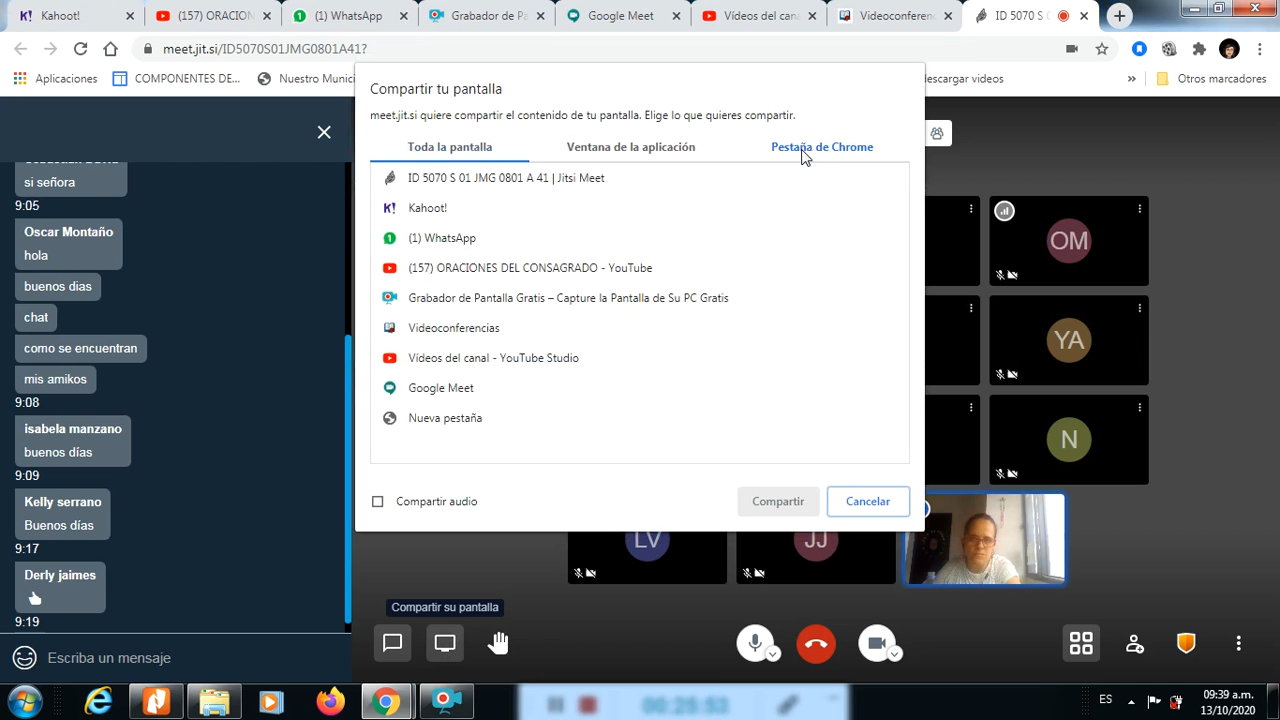 Kahoot!
(157) ORACIONES
(1) WhatsApp
Grabador de Pa
Google Meet
Vídeos del cana
Videoconferenc
ID 5070 S
meet.jit.si/ID5070S01JMG0801A41?
Aplicaciones
COMPONENTES DE...
Nuestro Munici
descargar videos
»
Otros marcadores
Compartir tu pantalla
meet.jit.si quiere compartir el contenido de tu pantalla. Elige lo que quieres compartir.
Toda la pantalla
Ventana de la aplicación
Pestaña de Chrome
ID 5070 S 01 JMG 0801 A 41 | Jitsi Meet
Kahoot!
(1) WhatsApp
(157) ORACIONES DEL CONSAGRADO - YouTube
Grabador de Pantalla Gratis – Capture la Pantalla de Su PC Gratis
Videoconferencias
Vídeos del canal - YouTube Studio
Google Meet
Nueva pestaña
Compartir audio
Compartir
Cancelar
si señora
9:05
Oscar Montaño
hola
buenos dias
chat
como se encuentran
mis amikos
9:08
isabela manzano
buenos días
9:09
Kelly serrano
Buenos días
9:17
Derly jaimes
9:19
Escriba un mensaje
OM
YA
N
LV
JJ
Compartir su pantalla
ES
09:39 a.m.
13/10/2020